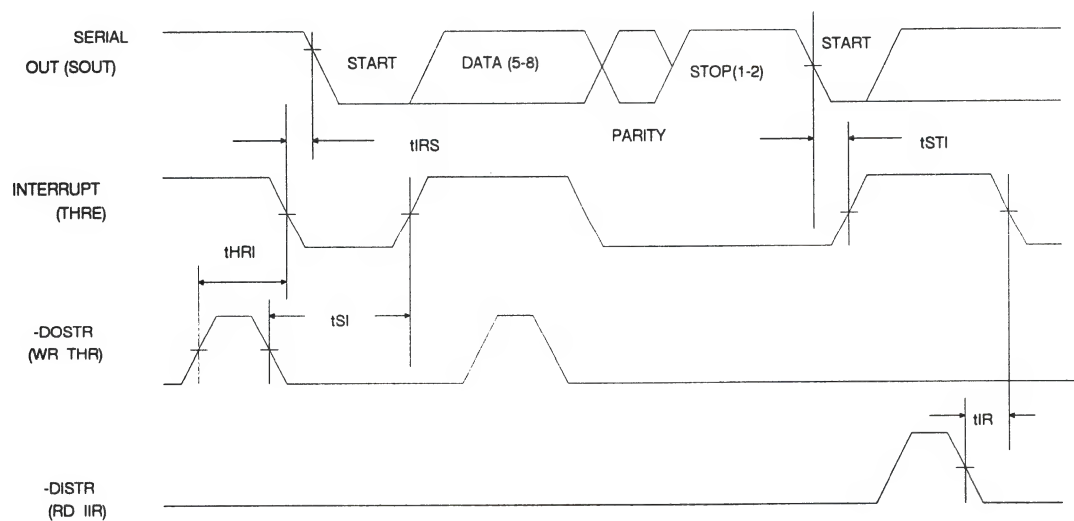 SERIAL
OUT (SOUT)
START
DATA (5-8)
STOP(1-2)
START
PARITY
tIRS
tSTI
INTERRUPT
(THRE)
tHRI
tSI
-DOSTR
(WR THR)
tIR
-DISTR
(RD IIR)